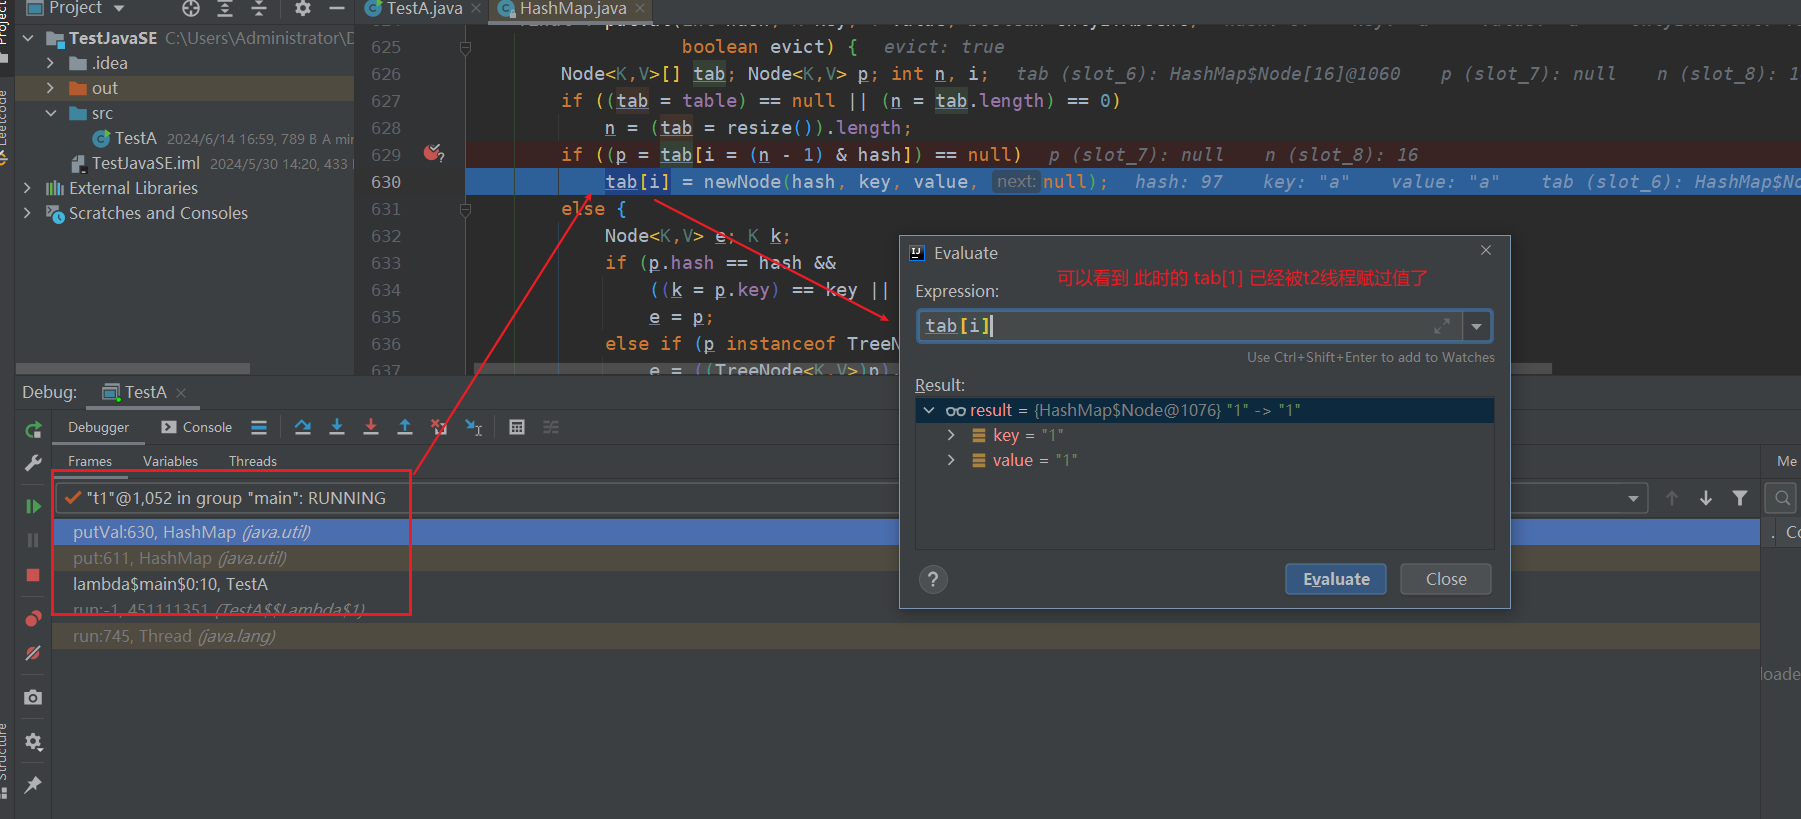 Project
TestA.java
HashMap.java
TestJavaSE C:\Users\Administrator\D
.idea
out
src
TestA 2024/6/14 16:59, 789 B A min
TestJavaSE.iml 2024/5/30 14:20, 433
External Libraries
Scratches and Consoles
Project
Leetcode
Structure
625 boolean evict) { evict: true
626 Node<K,V>[] tab; Node<K,V> p; int n, i; tab (slot_6): HashMap$Node[16]@1060 p (slot_7): null n (slot_8): 1
627 if ((tab = table) == null || (n = tab.length) == 0)
628 n = (tab = resize()).length;
629 if ((p = tab[i = (n - 1) & hash]) == null) p (slot_7): null n (slot_8): 16
630 tab[i] = newNode(hash, key, value, next: null); hash: 97 key: "a" value: "a" tab (slot_6): HashMap$No
631 else {
632 Node<K,V> e; K k;
633 if (p.hash == hash &&
634 ((k = p.key) == key ||
635 e = p;
636 else if (p instanceof TreeN
637 e = ((TreeNode<K,V>)p).
Evaluate
可以看到 此时的 tab[1] 已经被t2线程赋过值了
Expression:
tab[i]
Use Ctrl+Shift+Enter to add to Watches
Result:
result = {HashMap$Node@1076} "1" -> "1"
key = "1"
value = "1"
?
Evaluate
Close
Debug: TestA
Debugger
Console
Frames
Variables
Threads
"t1"@1,052 in group "main": RUNNING
putVal:630, HashMap (java.util)
put:611, HashMap (java.util)
lambda$main$0:10, TestA
run:-1, 451111351 (TestA$$Lambda$1)
run:745, Thread (java.lang)
Me
Co
loade